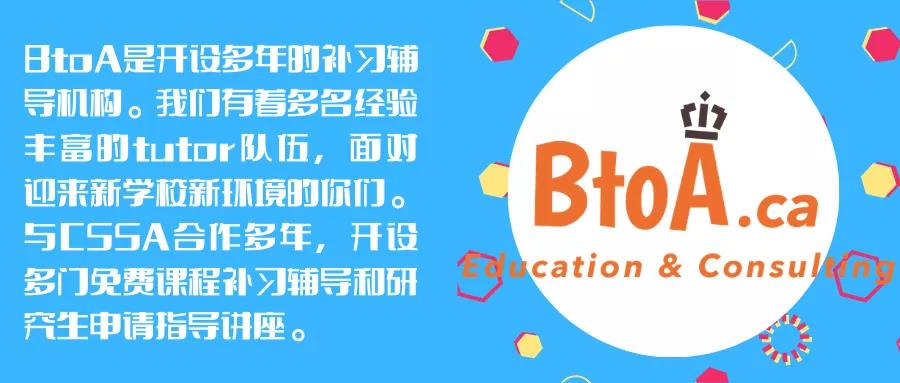 BtoA是开设多年的补习辅
导机构。我们有着多名经验
丰富的tutor队伍，面对
迎来新学校新环境的你们。
与CSSA合作多年，开设
多门免费课程补习辅导和研
究生申请指导讲座。
BtoA.ca
Education & Consulting